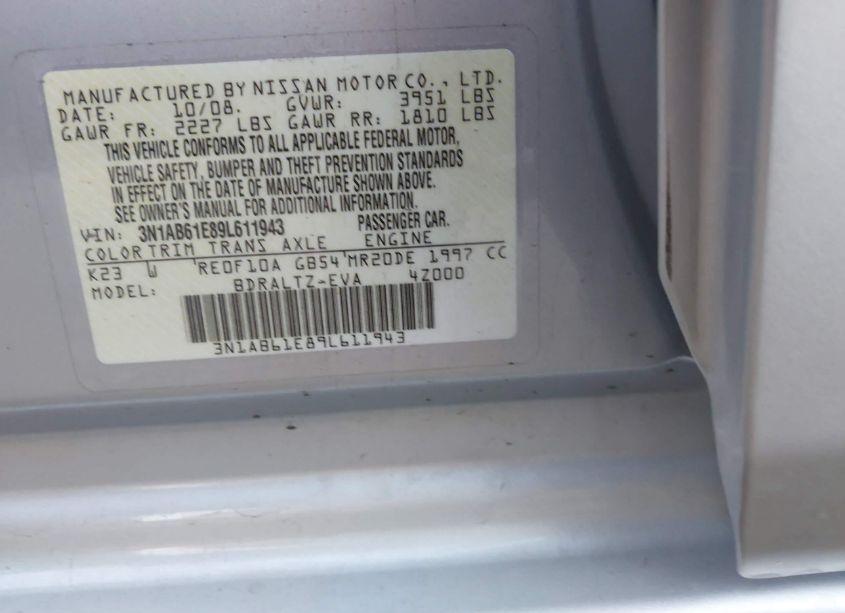 MANUFACTURED BY NISSAN MOTOR CO., LTD.
DATE: 10/08. GVWR: 3951 LBS
GAWR FR: 2227 LBS GAWR RR: 1810 LBS
THIS VEHICLE CONFORMS TO ALL APPLICABLE FEDERAL MOTOR,
VEHICLE SAFETY, BUMPER AND THEFT PREVENTION STANDARDS
IN EFFECT ON THE DATE OF MANUFACTURE SHOWN ABOVE.
SEE OWNER'S MANUAL FOR ADDITIONAL INFORMATION.
VIN: 3N1AB61E89L611943 PASSENGER CAR.
COLOR TRIM TRANS AXLE ENGINE
K23 W RE0F10A GB54 MR20DE 1997 CC
MODEL: BDRALTZ-EVA 4Z000
3N1AB61E89L611943